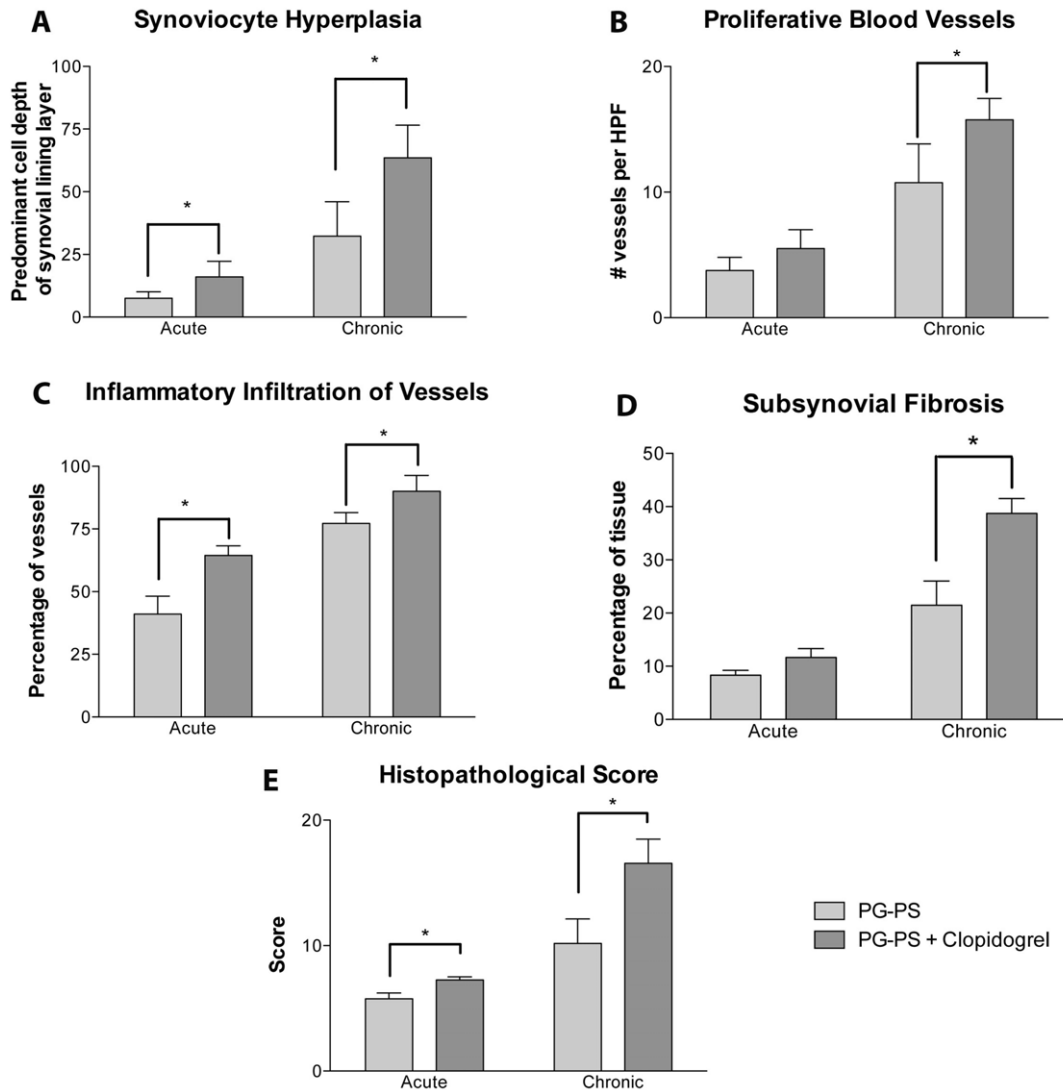 A Synoviocyte Hyperplasia
Predominant cell depth
of synovial lining layer
100
75
50
25
0
*
*
Acute
Chronic
B Proliferative Blood Vessels
# vessels per HPF
20
10
0
*
Acute
Chronic
C Inflammatory Infiltration of Vessels
Percentage of vessels
100
75
50
25
0
*
*
Acute
Chronic
D Subsynovial Fibrosis
Percentage of tissue
50
40
30
20
10
0
*
Acute
Chronic
E Histopathological Score
Score
20
10
0
*
*
Acute
Chronic
PG-PS
PG-PS + Clopidogrel